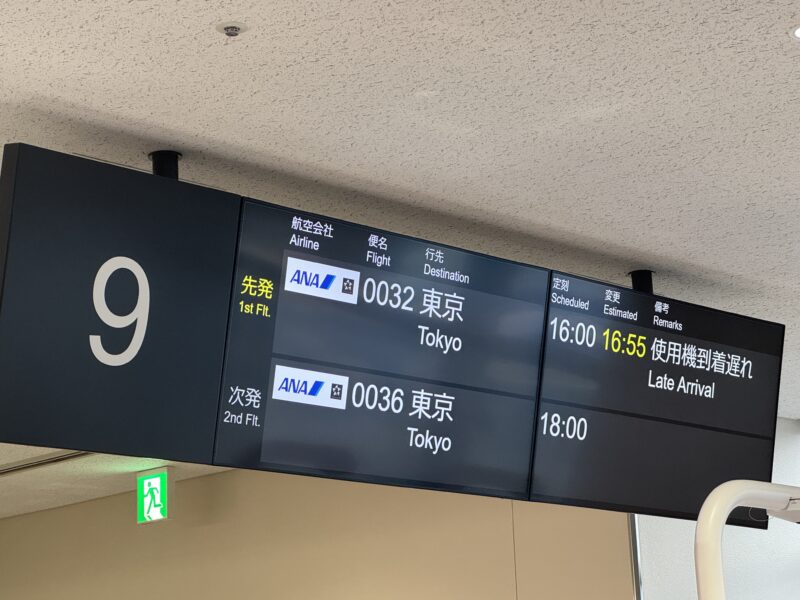 9
航空会社 便名 行先
Airline Flight Destination
定刻 変更 備考
Scheduled Estimated Remarks
先発 ANA 0032 東京 16:00 16:55 使用機到着遅れ
1st Flt. Tokyo Late Arrival
次発 ANA 0036 東京 18:00
2nd Flt. Tokyo